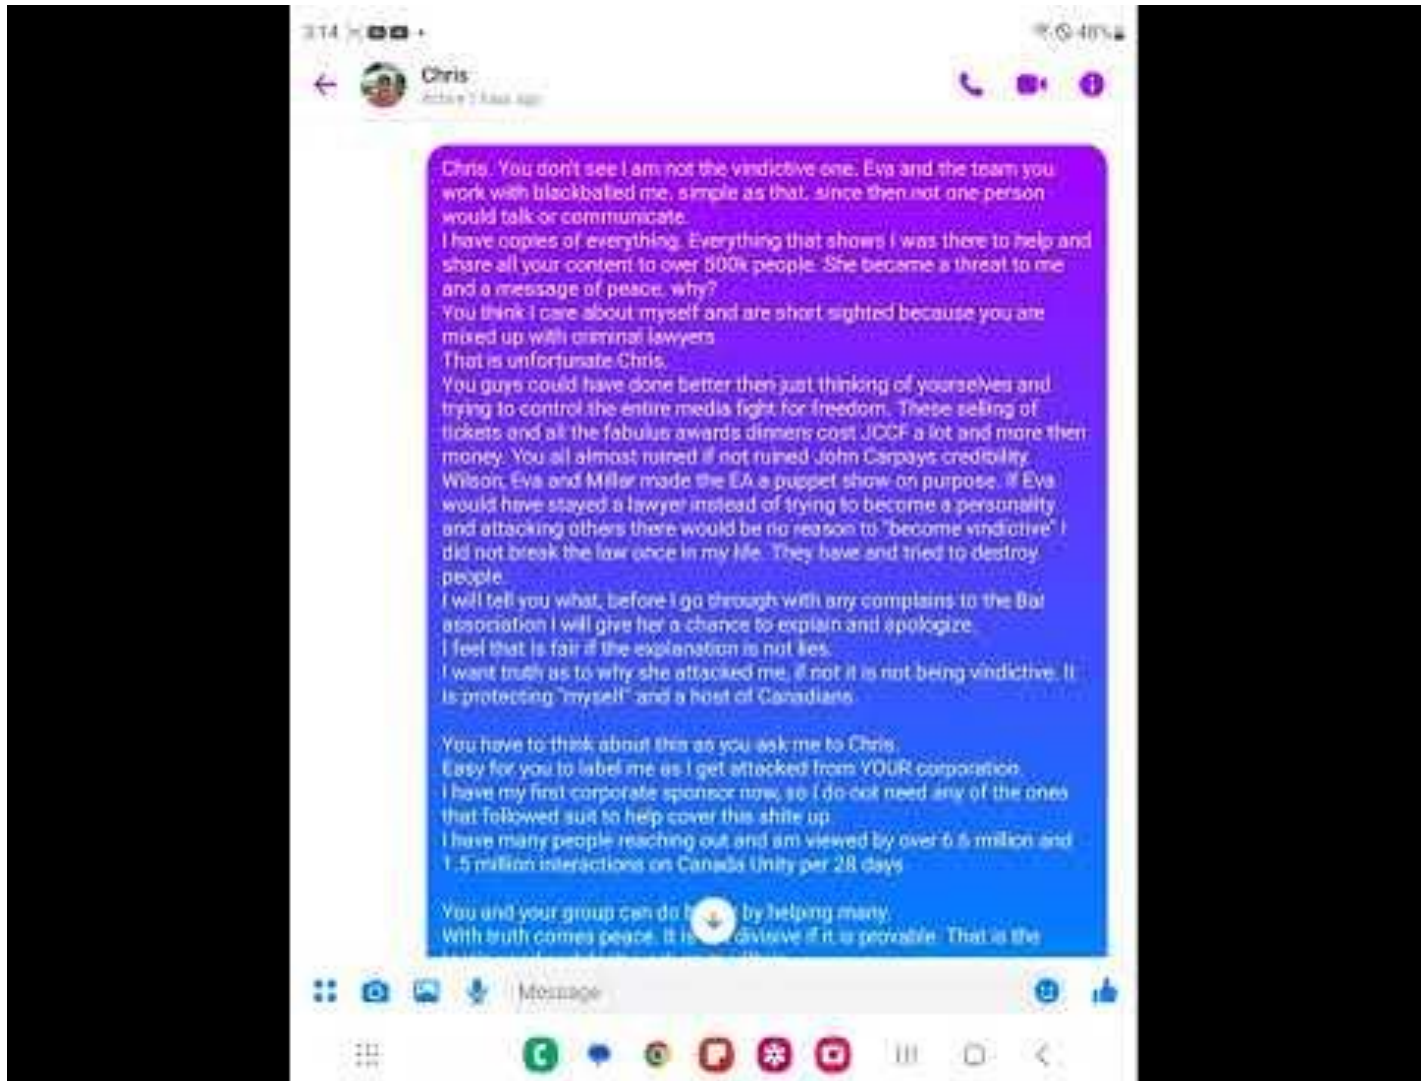 3:14
48%
Chris
Active 1 hour ago
Chris. You don't see I am not the vindictive one. Eva and the team you
work with blackballed me, simple as that, since then not one person
would talk or communicate.
I have copies of everything. Everything that shows I was there to help and
share all your content to over 500k people. She became a threat to me
and a message of peace, why?
You think I care about myself and are short sighted because you are
mixed up with criminal lawyers
That is unfortunate Chris.
You guys could have done better then just thinking of yourselves and
trying to control the entire media fight for freedom. These selling of
tickets and all the fabulus awards dinners cost JCCF a lot and more then
money. You all almost ruined if not ruined John Carpays credibility
Wilson, Eva and Millar made the EA a puppet show on purpose. If Eva
would have stayed a lawyer instead of trying to become a personality
and attacking others there would be no reason to "become vindictive" I
did not break the law once in my life. They have and tried to destroy
people.
I will tell you what, before I go through with any complains to the Bar
association I will give her a chance to explain and apologize.
I feel that is fair if the explanation is not lies.
I want truth as to why she attacked me, if not it is not being vindictive. It
is protecting "myself" and a host of Canadians
You have to think about this as you ask me to Chris.
Easy for you to label me as I get attacked from YOUR corporation
I have my first corporate sponsor now, so I do not need any of the ones
that followed suit to help cover this shite up
I have many people reaching out and am viewed by over 6.6 million and
1.5 million interactions on Canada Unity per 28 days
You and your group can do by helping many.
With truth comes peace. It is divisive if it is provable. That is the
Message